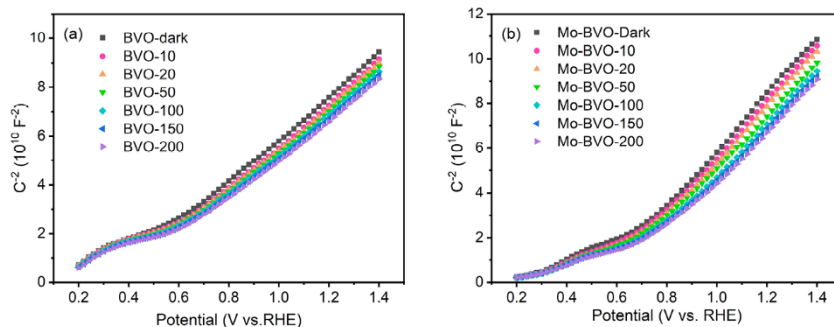 (a)
BVO-dark
BVO-10
BVO-20
BVO-50
BVO-100
BVO-150
BVO-200
10
8
6
4
2
0
C⁻² (10¹⁰ F⁻²)
0.2 0.4 0.6 0.8 1.0 1.2 1.4
Potential (V vs.RHE)
(b)
Mo-BVO-Dark
Mo-BVO-10
Mo-BVO-20
Mo-BVO-50
Mo-BVO-100
Mo-BVO-150
Mo-BVO-200
12
10
8
6
4
2
0
C⁻² (10¹⁰ F⁻²)
0.2 0.4 0.6 0.8 1.0 1.2 1.4
Potential (V vs. RHE)